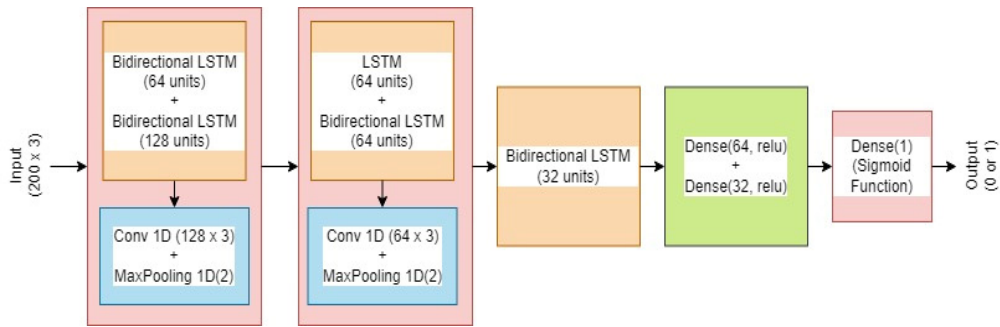 Input
(200 x 3)
Bidirectional LSTM
(64 units)
+
Bidirectional LSTM
(128 units)
Conv 1D (128 x 3)
+
MaxPooling 1D(2)
LSTM
(64 units)
+
Bidirectional LSTM
(64 units)
Conv 1D (64 x 3)
+
MaxPooling 1D(2)
Bidirectional LSTM
(32 units)
Dense(64, relu)
+
Dense(32, relu)
Dense(1)
(Sigmoid
Function)
Output
(0 or 1)